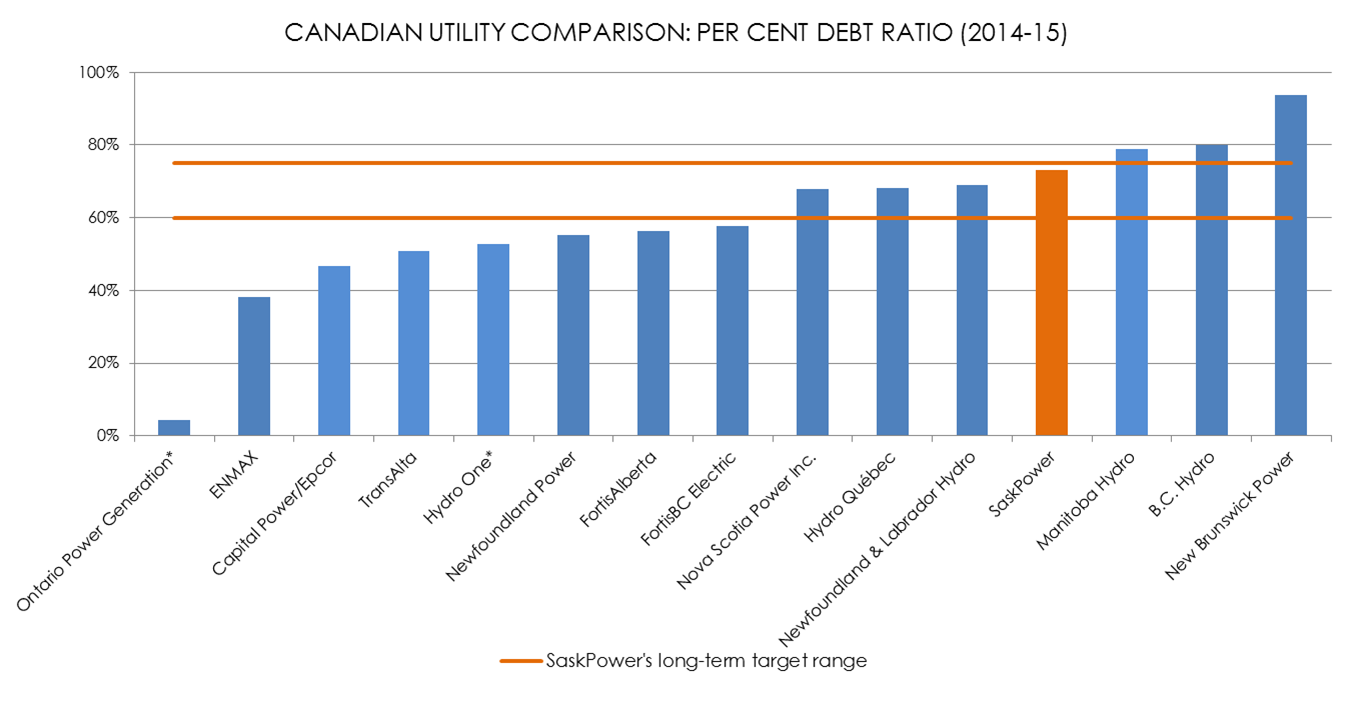 CANADIAN UTILITY COMPARISON: PER CENT DEBT RATIO (2014-15)
100%
80%
60%
40%
20%
0%
Ontario Power Generation*
ENMAX
Capital Power/Epcor
TransAlta
Hydro One*
Newfoundland Power
FortisAlberta
FortisBC Electric
Nova Scotia Power Inc.
Hydro Québec
Newfoundland & Labrador Hydro
SaskPower
Manitoba Hydro
B.C. Hydro
New Brunswick Power
SaskPower's long-term target range